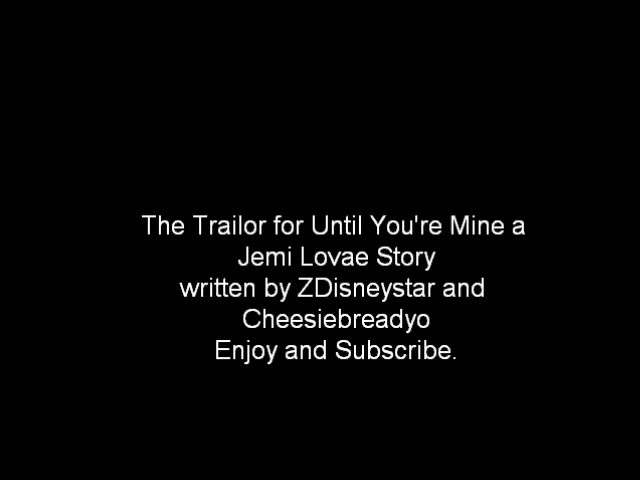 The Trailor for Until You're Mine a
Jemi Lovae Story
written by ZDisneystar and
Cheesiebreadyo
Enjoy and Subscribe.